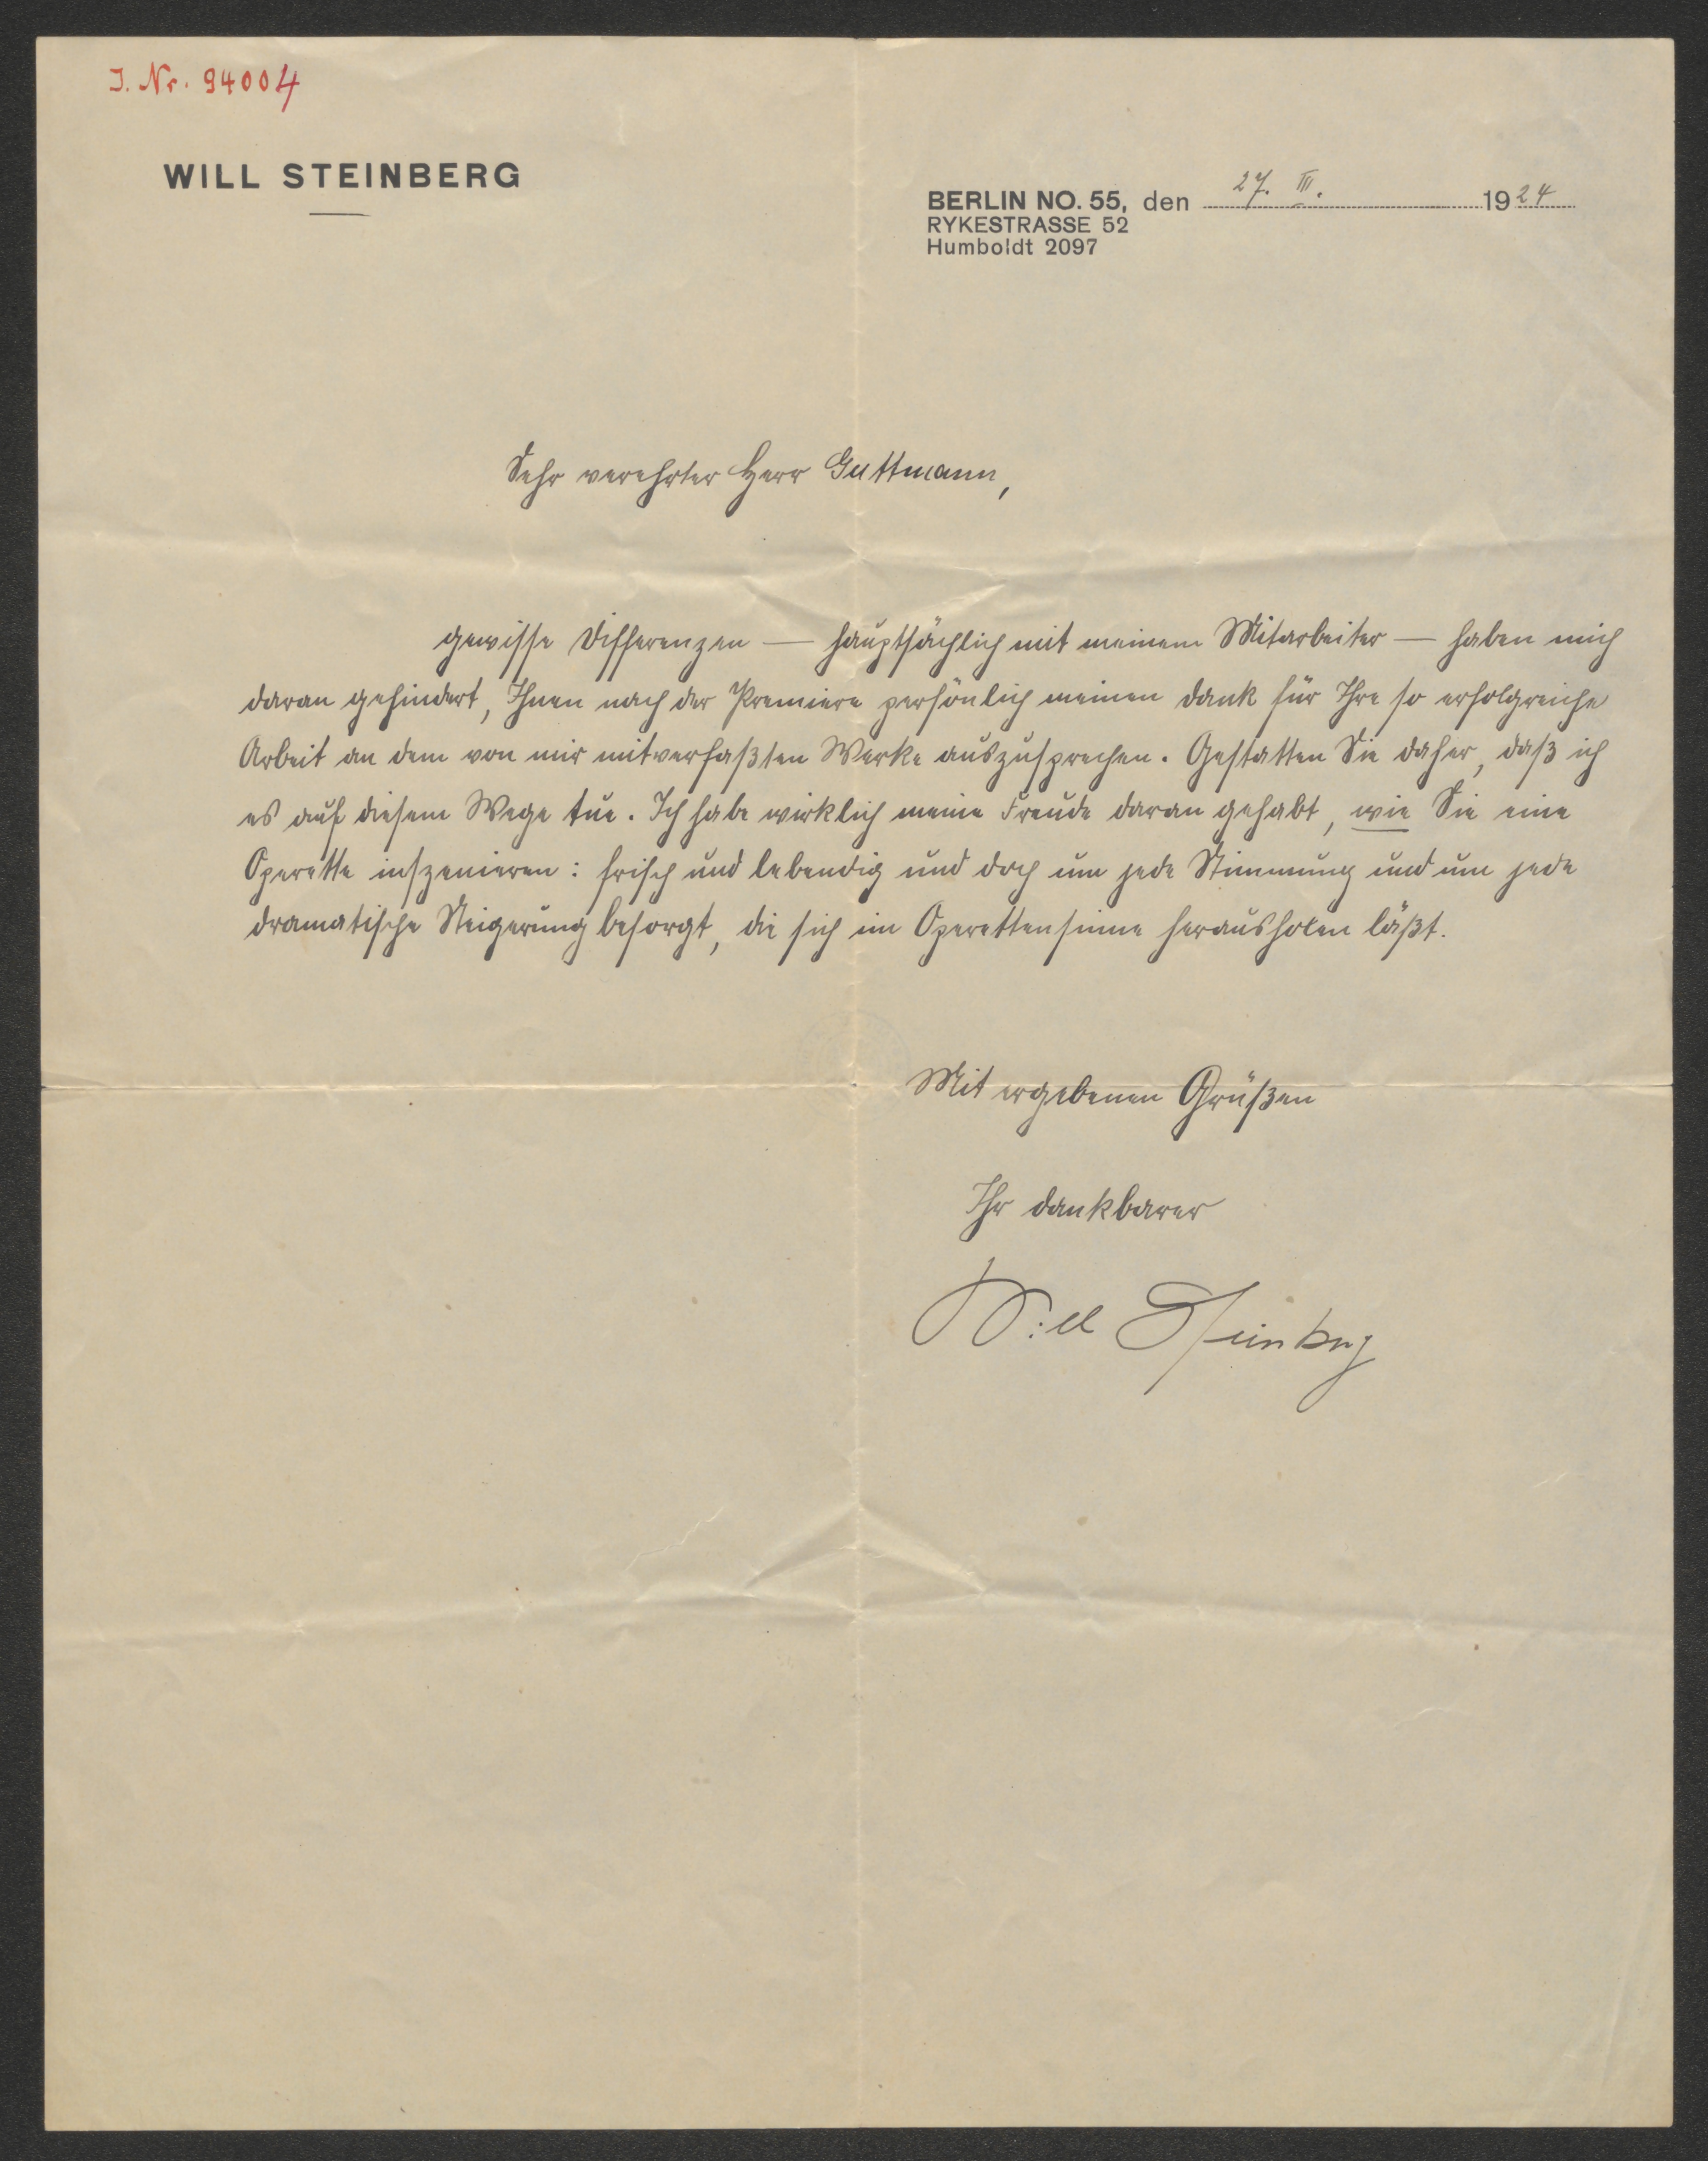 J. Nr. 94004
WILL STEINBERG
BERLIN NO. 55, den 27. III. 1924
RYKESTRASSE 52
Humboldt 2097
Sehr verehrter Herr Guttmann,
gewisse Differenzen — hauptsächlich mit meinem Mitarbeiter — haben mich
daran gehindert, Ihnen nach der Premiere persönlich meinen Dank für Ihre so erfolgreiche
Arbeit an dem von mir mitverfaßten Werke auszusprechen. Gestatten Sie daher, daß ich
es auf diesem Wege tue. Ich habe wirklich meine Freude daran gehabt, wie Sie eine
Operette inszenieren: frisch und lebendig und doch um jede Stimmung und um jede
dramatische Steigerung besorgt, die sich im Operettensinne herausholen läßt.
Mit ergebenen Grüßen
Ihr dankbarer
Will Steinberg